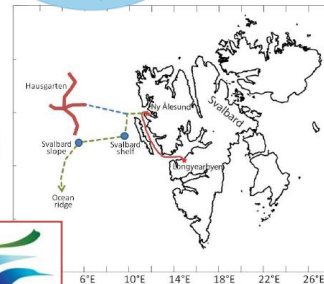 Hausgarten
Ny Ålesund
Svalbard
Svalbard
slope
Svalbard
shelf
Longyearbyen
Ocean
ridge
6°E 10°E 14°E 18°E 22°E 26°E